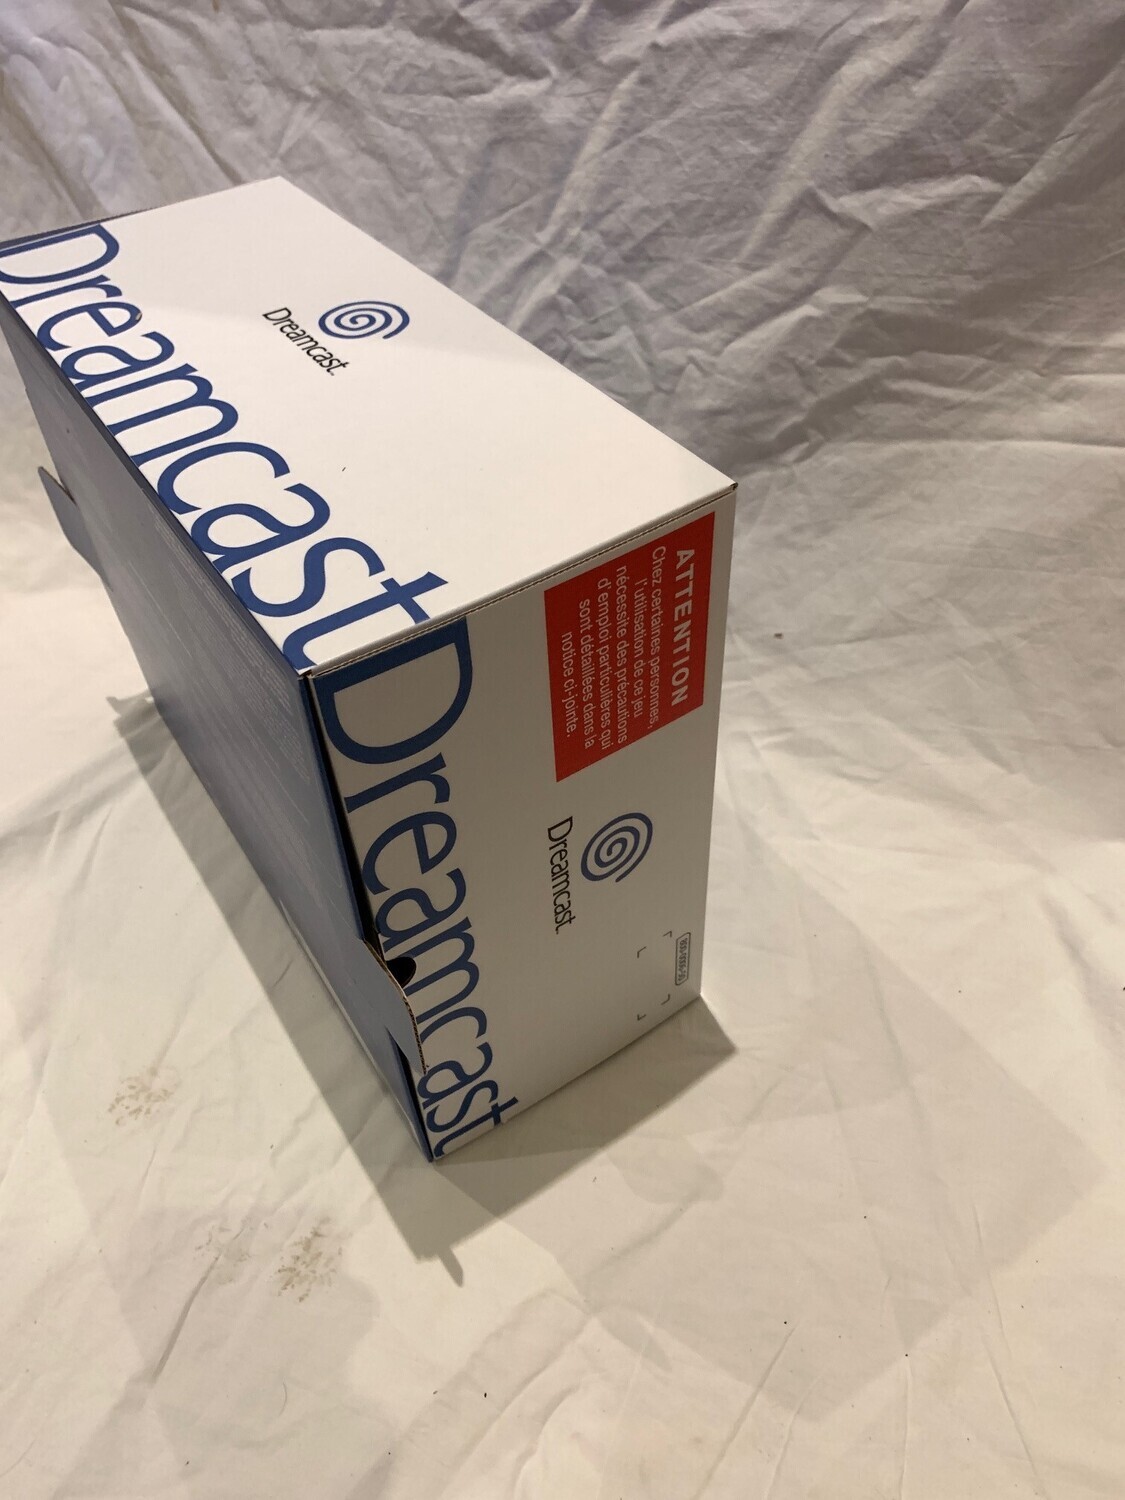 Dreamcast
Dreamcast
Dreamcast
ATTENTION
Chez certaines personnes,
l'utilisation de ce jeu
nécessite des précautions
d'emploi particulières qui
sont détaillées dans la
notice ci-jointe.
Dreamcast